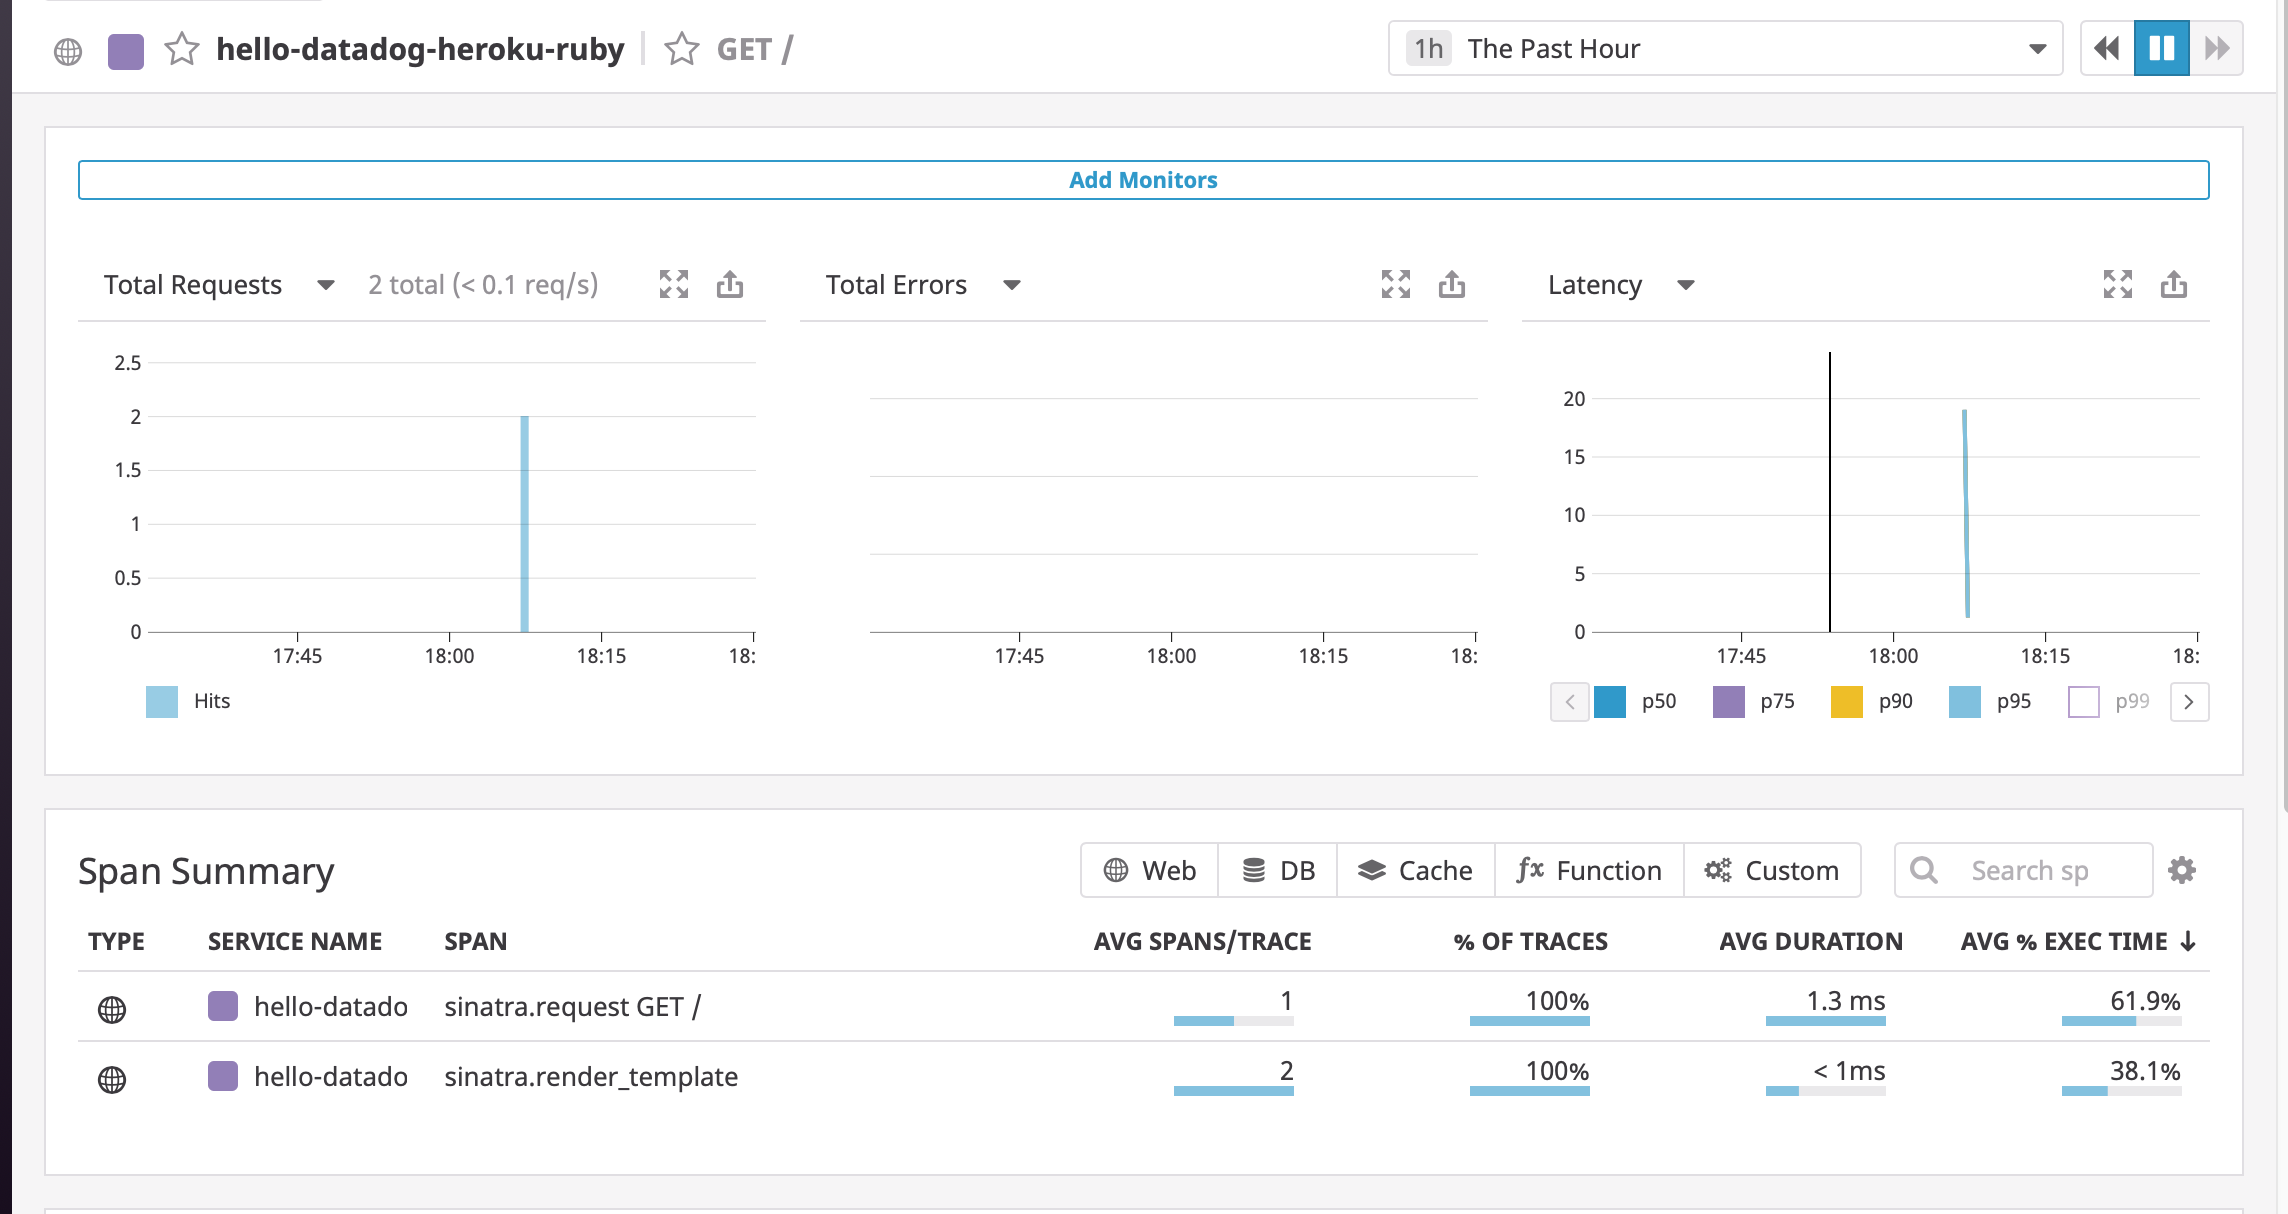 hello-datadog-heroku-ruby GET / 1h The Past Hour
Add Monitors
Total Requests 2 total (< 0.1 req/s)
2.5
2
1.5
1
0.5
0
17:45 18:00 18:15 18:
Hits
Total Errors
17:45 18:00 18:15 18:
Latency
20
15
10
5
0
17:45 18:00 18:15 18:
p50 p75 p90 p95 p99
Span Summary Web DB Cache fx Function Custom Search sp
TYPE SERVICE NAME SPAN AVG SPANS/TRACE % OF TRACES AVG DURATION AVG % EXEC TIME
hello-datado sinatra.request GET / 1 100% 1.3 ms 61.9%
hello-datado sinatra.render_template 2 100% < 1ms 38.1%